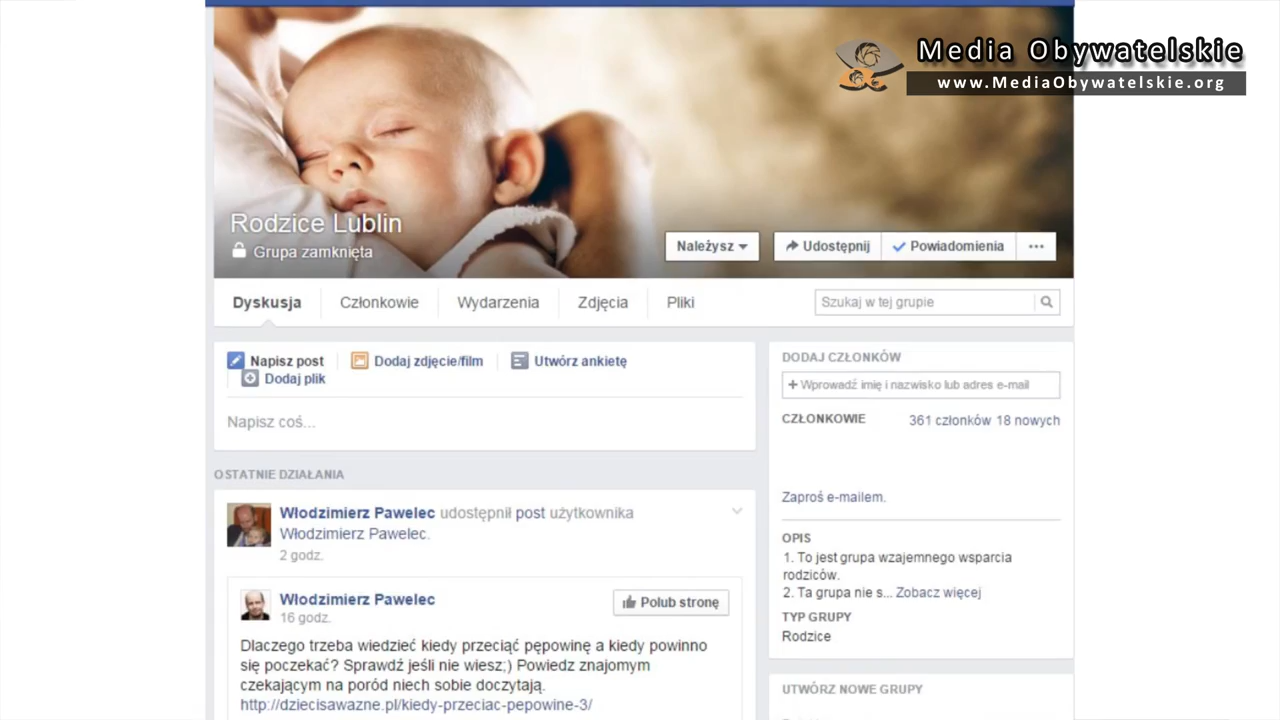 Media Obywatelskie
www.MediaObywatelskie.org
Rodzice Lublin
Grupa zamknięta
Należysz
Udostępnij
Powiadomienia
Dyskusja
Członkowie
Wydarzenia
Zdjęcia
Pliki
Szukaj w tej grupie
Napisz post
Dodaj zdjęcie/film
Utwórz ankietę
Dodaj plik
Napisz coś...
OSTATNIE DZIAŁANIA
Włodzimierz Pawelec udostępnił post użytkownika
Włodzimierz Pawelec.
2 godz.
Włodzimierz Pawelec
16 godz.
Polub stronę
Dlaczego trzeba wiedzieć kiedy przeciąć pępowinę a kiedy powinno
się poczekać? Sprawdź jeśli nie wiesz;) Powiedz znajomym
czekającym na poród niech sobie doczytają.
http://dziecisawazne.pl/kiedy-przeciac-pepowine-3/
DODAJ CZŁONKÓW
+ Wprowadź imię i nazwisko lub adres e-mail
CZŁONKOWIE
361 członków 18 nowych
Zaproś e-mailem.
OPIS
1. To jest grupa wzajemnego wsparcia
rodziców.
2. Ta grupa nie s... Zobacz więcej
TYP GRUPY
Rodzice
UTWÓRZ NOWE GRUPY